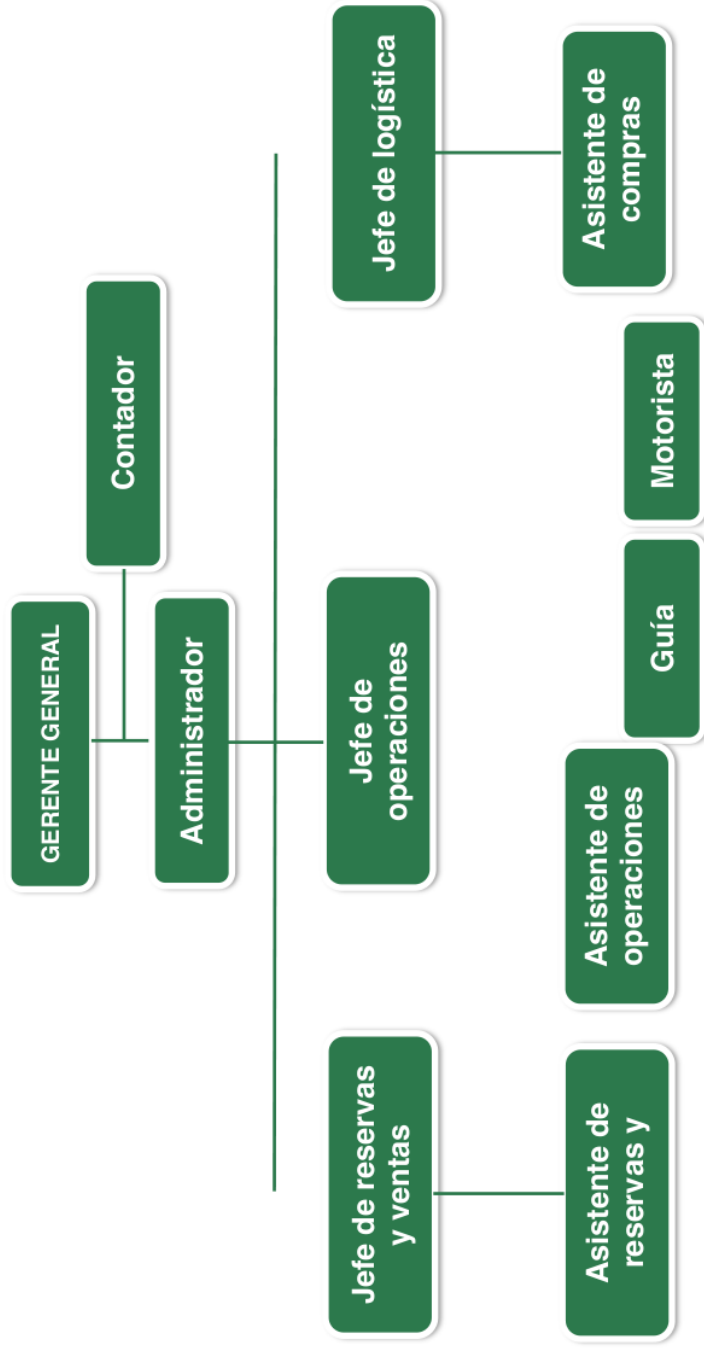 GERENTE GENERAL
Contador
Administrador
Jefe de reservas
y ventas
Jefe de
operaciones
Jefe de logística
Asistente de
reservas y
Asistente de
operaciones
Guía
Motorista
Asistente de
compras